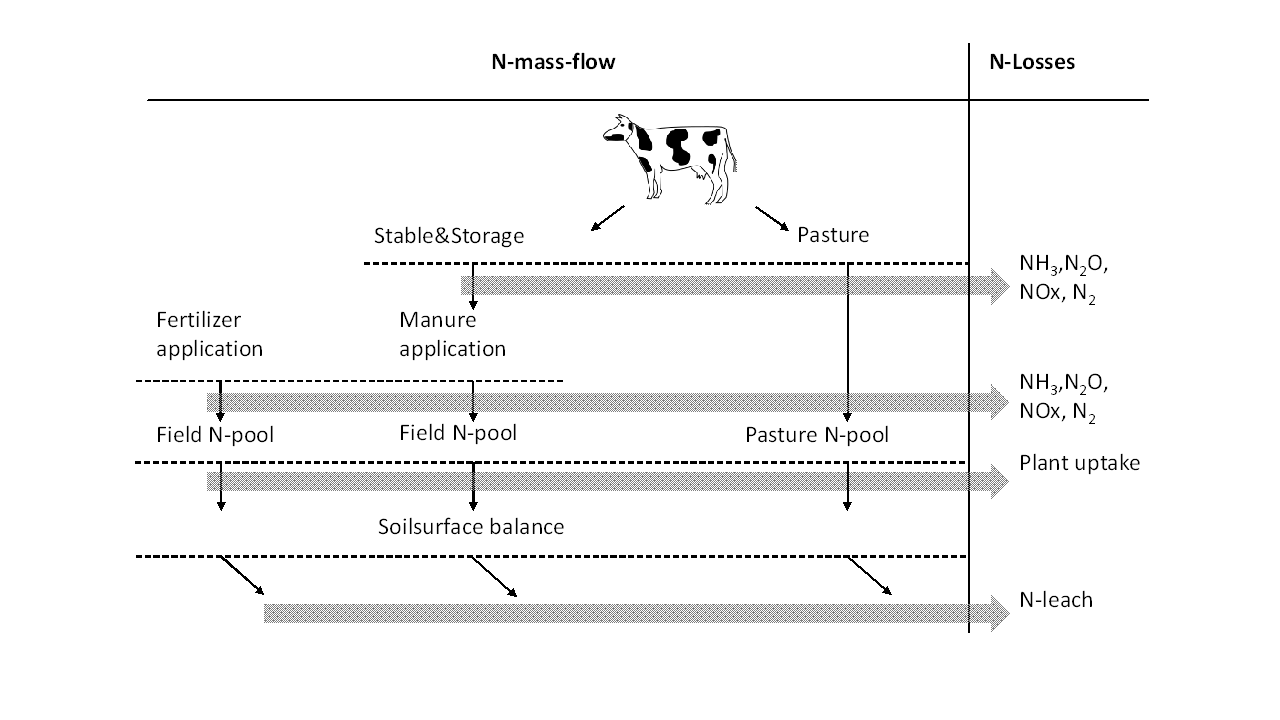 N-mass-flow
N-Losses
Stable&Storage
Pasture
NH3,N2O,
NOx, N2
Fertilizer
application
Manure
application
NH3,N2O,
NOx, N2
Field N-pool
Field N-pool
Pasture N-pool
Plant uptake
Soilsurface balance
N-leach